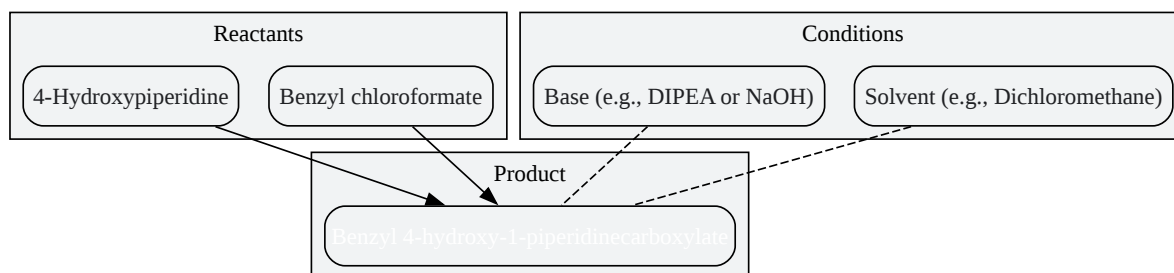 Reactants
Conditions
4-Hydroxypiperidine
Benzyl chloroformate
Base (e.g., DIPEA or NaOH)
Solvent (e.g., Dichloromethane)
Product
Benzyl 4-hydroxy-1-piperidinecarboxylate